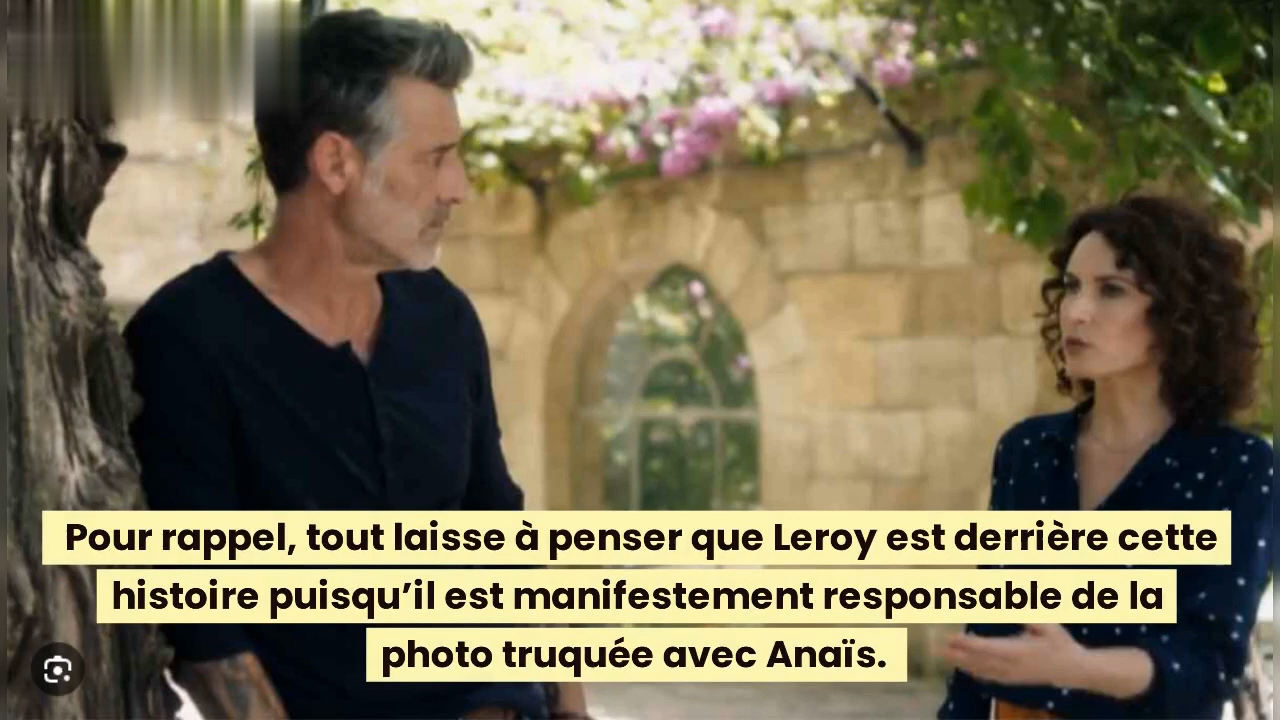 Pour rappel, tout laisse à penser que Leroy est derrière cette
histoire puisqu’il est manifestement responsable de la
photo truquée avec Anaïs.